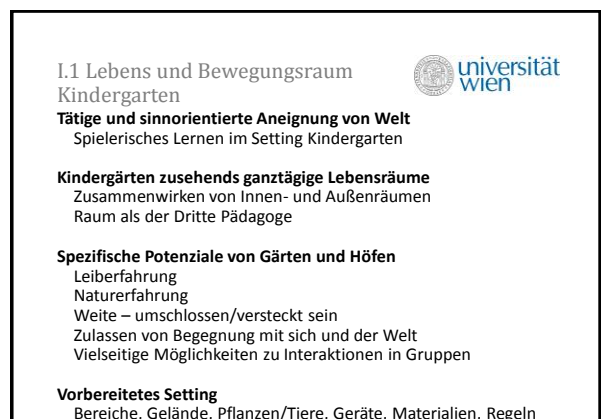 I.1 Lebens und Bewegungsraum
Kindergarten
universität
wien
Tätige und sinnorientierte Aneignung von Welt
Spielerisches Lernen im Setting Kindergarten
Kindergärten zusehends ganztägige Lebensräume
Zusammenwirken von Innen- und Außenräumen
Raum als der Dritte Pädagoge
Spezifische Potenziale von Gärten und Höfen
Leiberfahrung
Naturerfahrung
Weite – umschlossen/versteckt sein
Zulassen von Begegnung mit sich und der Welt
Vielseitige Möglichkeiten zu Interaktionen in Gruppen
Vorbereitetes Setting
Bereiche, Gelände, Pflanzen/Tiere, Geräte, Materialien, Regeln